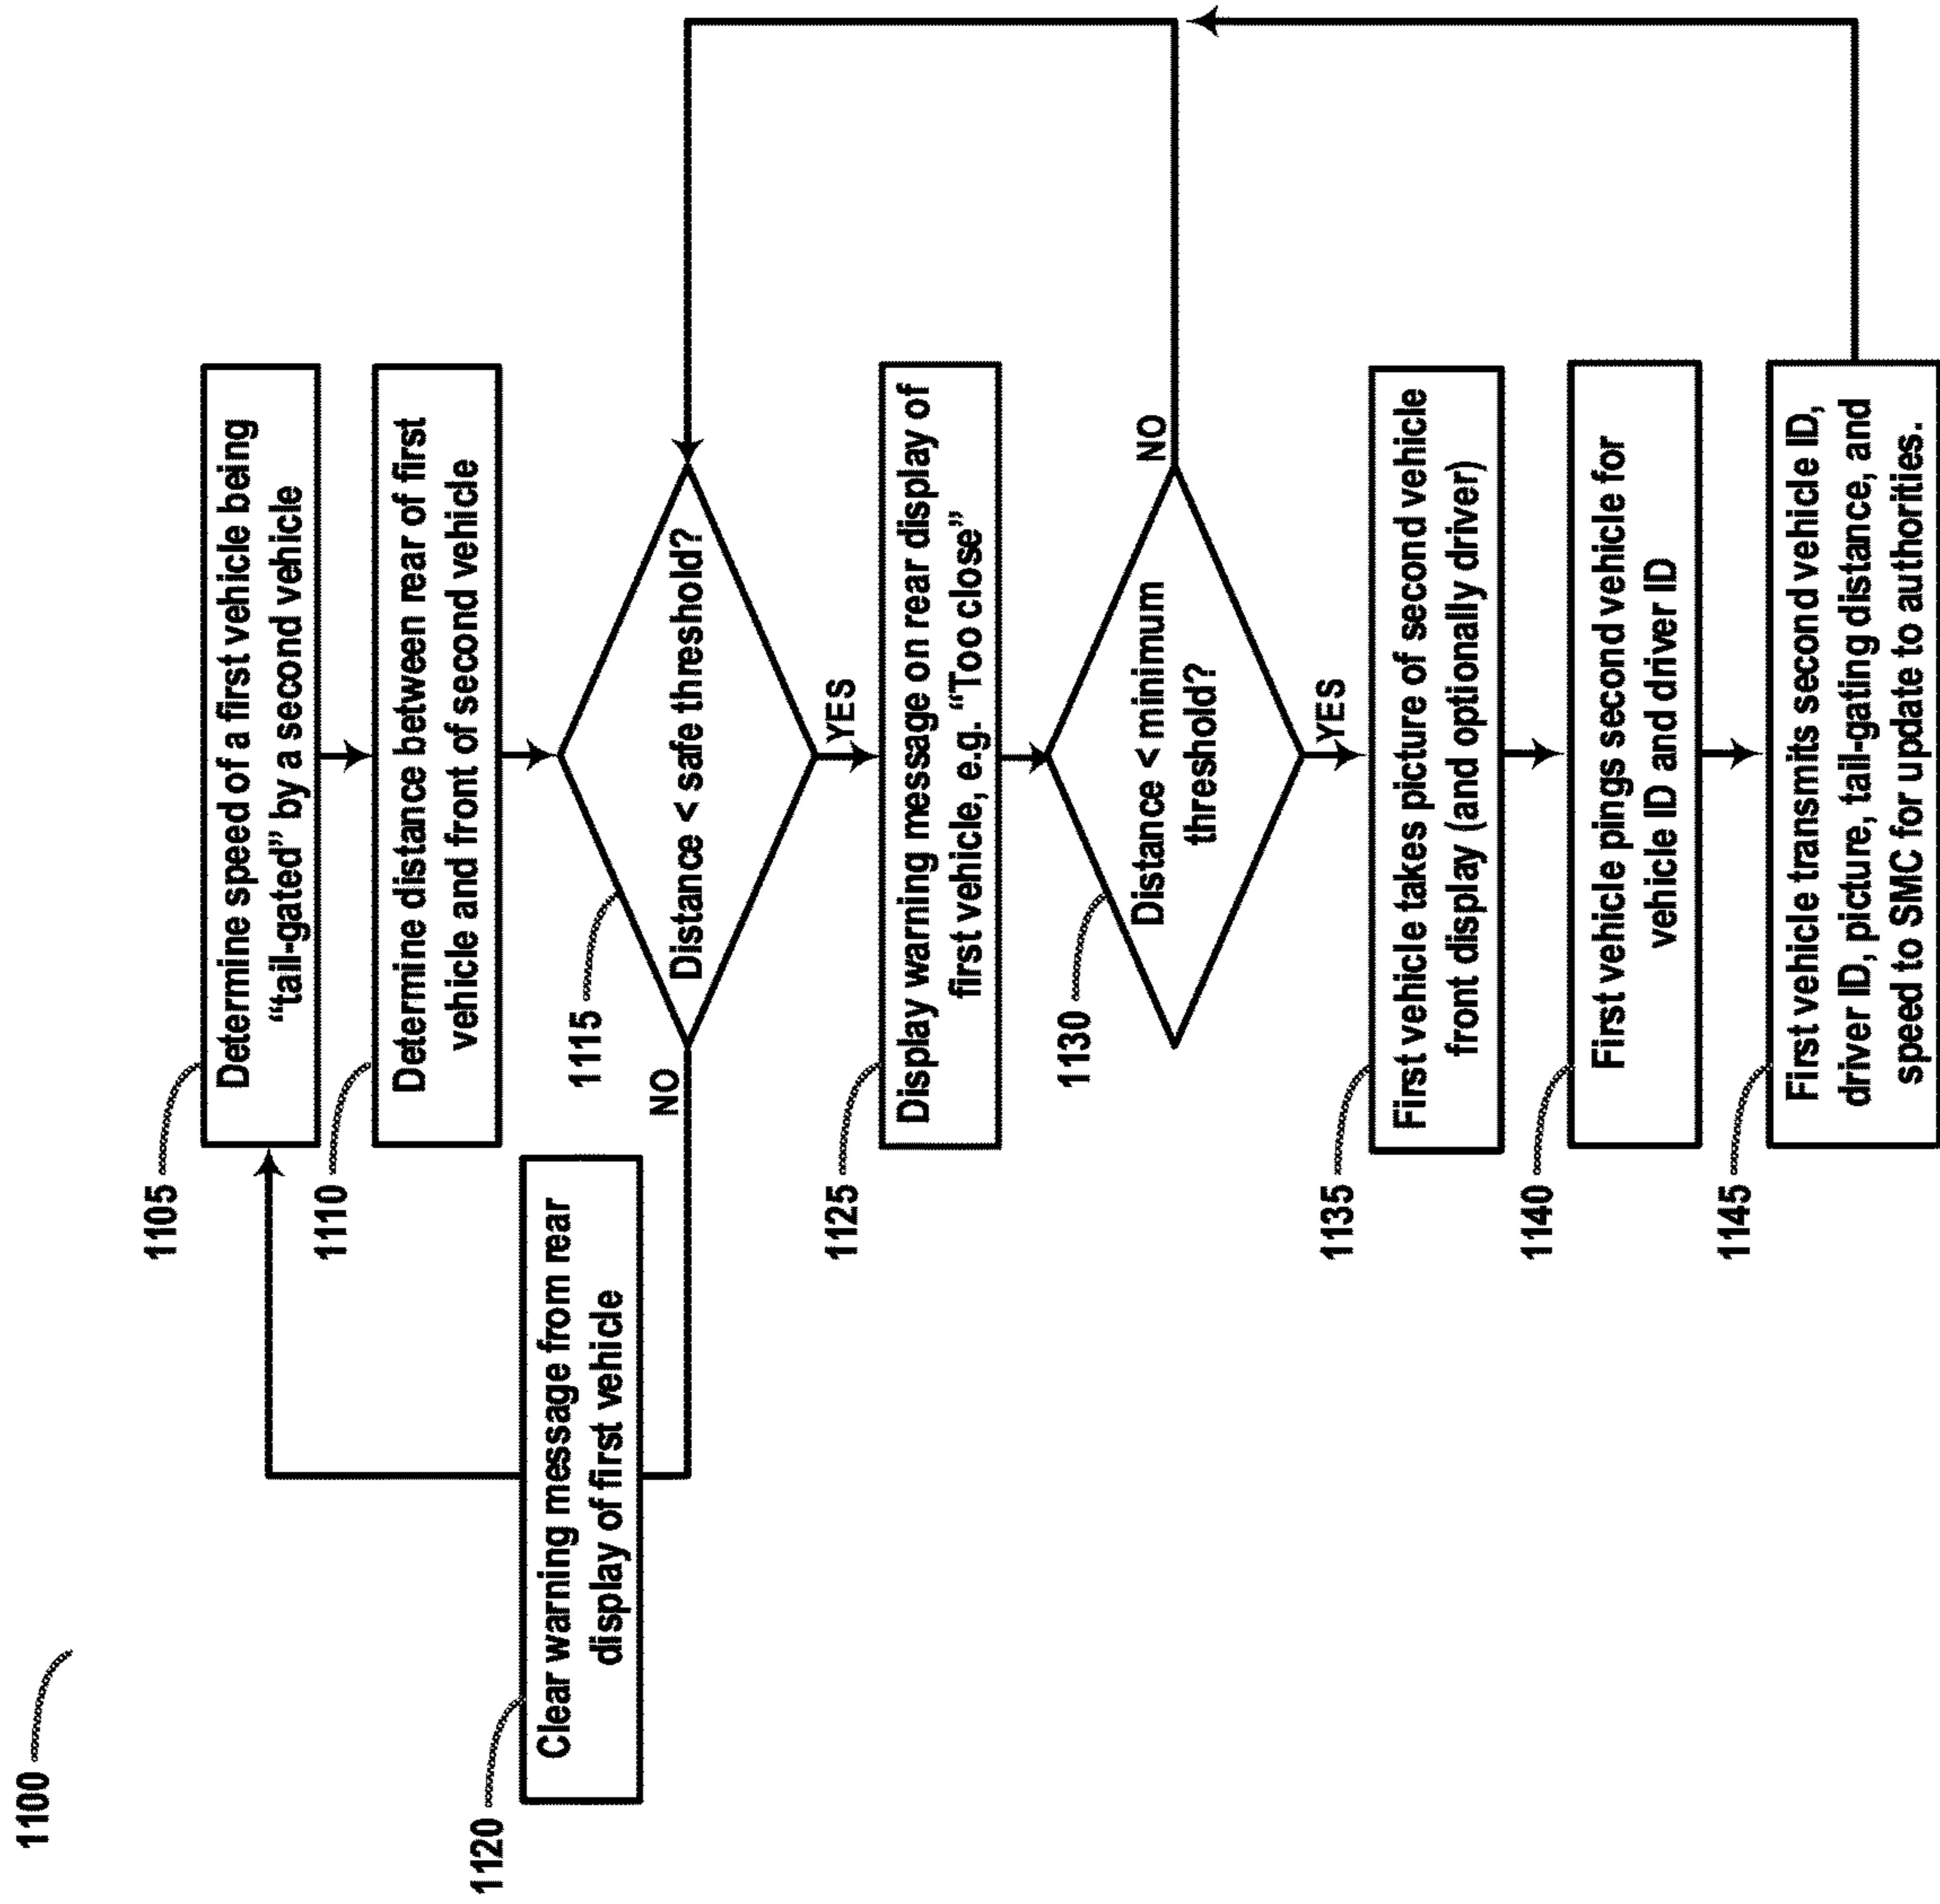 1100
1105
Determine speed of a first vehicle being
“tail-gated” by a second vehicle
1110
Determine distance between rear of first
vehicle and front of second vehicle
1115
Distance < safe threshold?
NO
YES
1120
Clear warning message from rear
display of first vehicle
1125
Display warning message on rear display of
first vehicle, e.g. “Too close”
1130
Distance < minimum
threshold?
NO
YES
1135
First vehicle takes picture of second vehicle
front display (and optionally driver)
1140
First vehicle pings second vehicle for
vehicle ID and driver ID
1145
First vehicle transmits second vehicle ID,
driver ID, picture, tail-gating distance, and
speed to SMC for update to authorities.